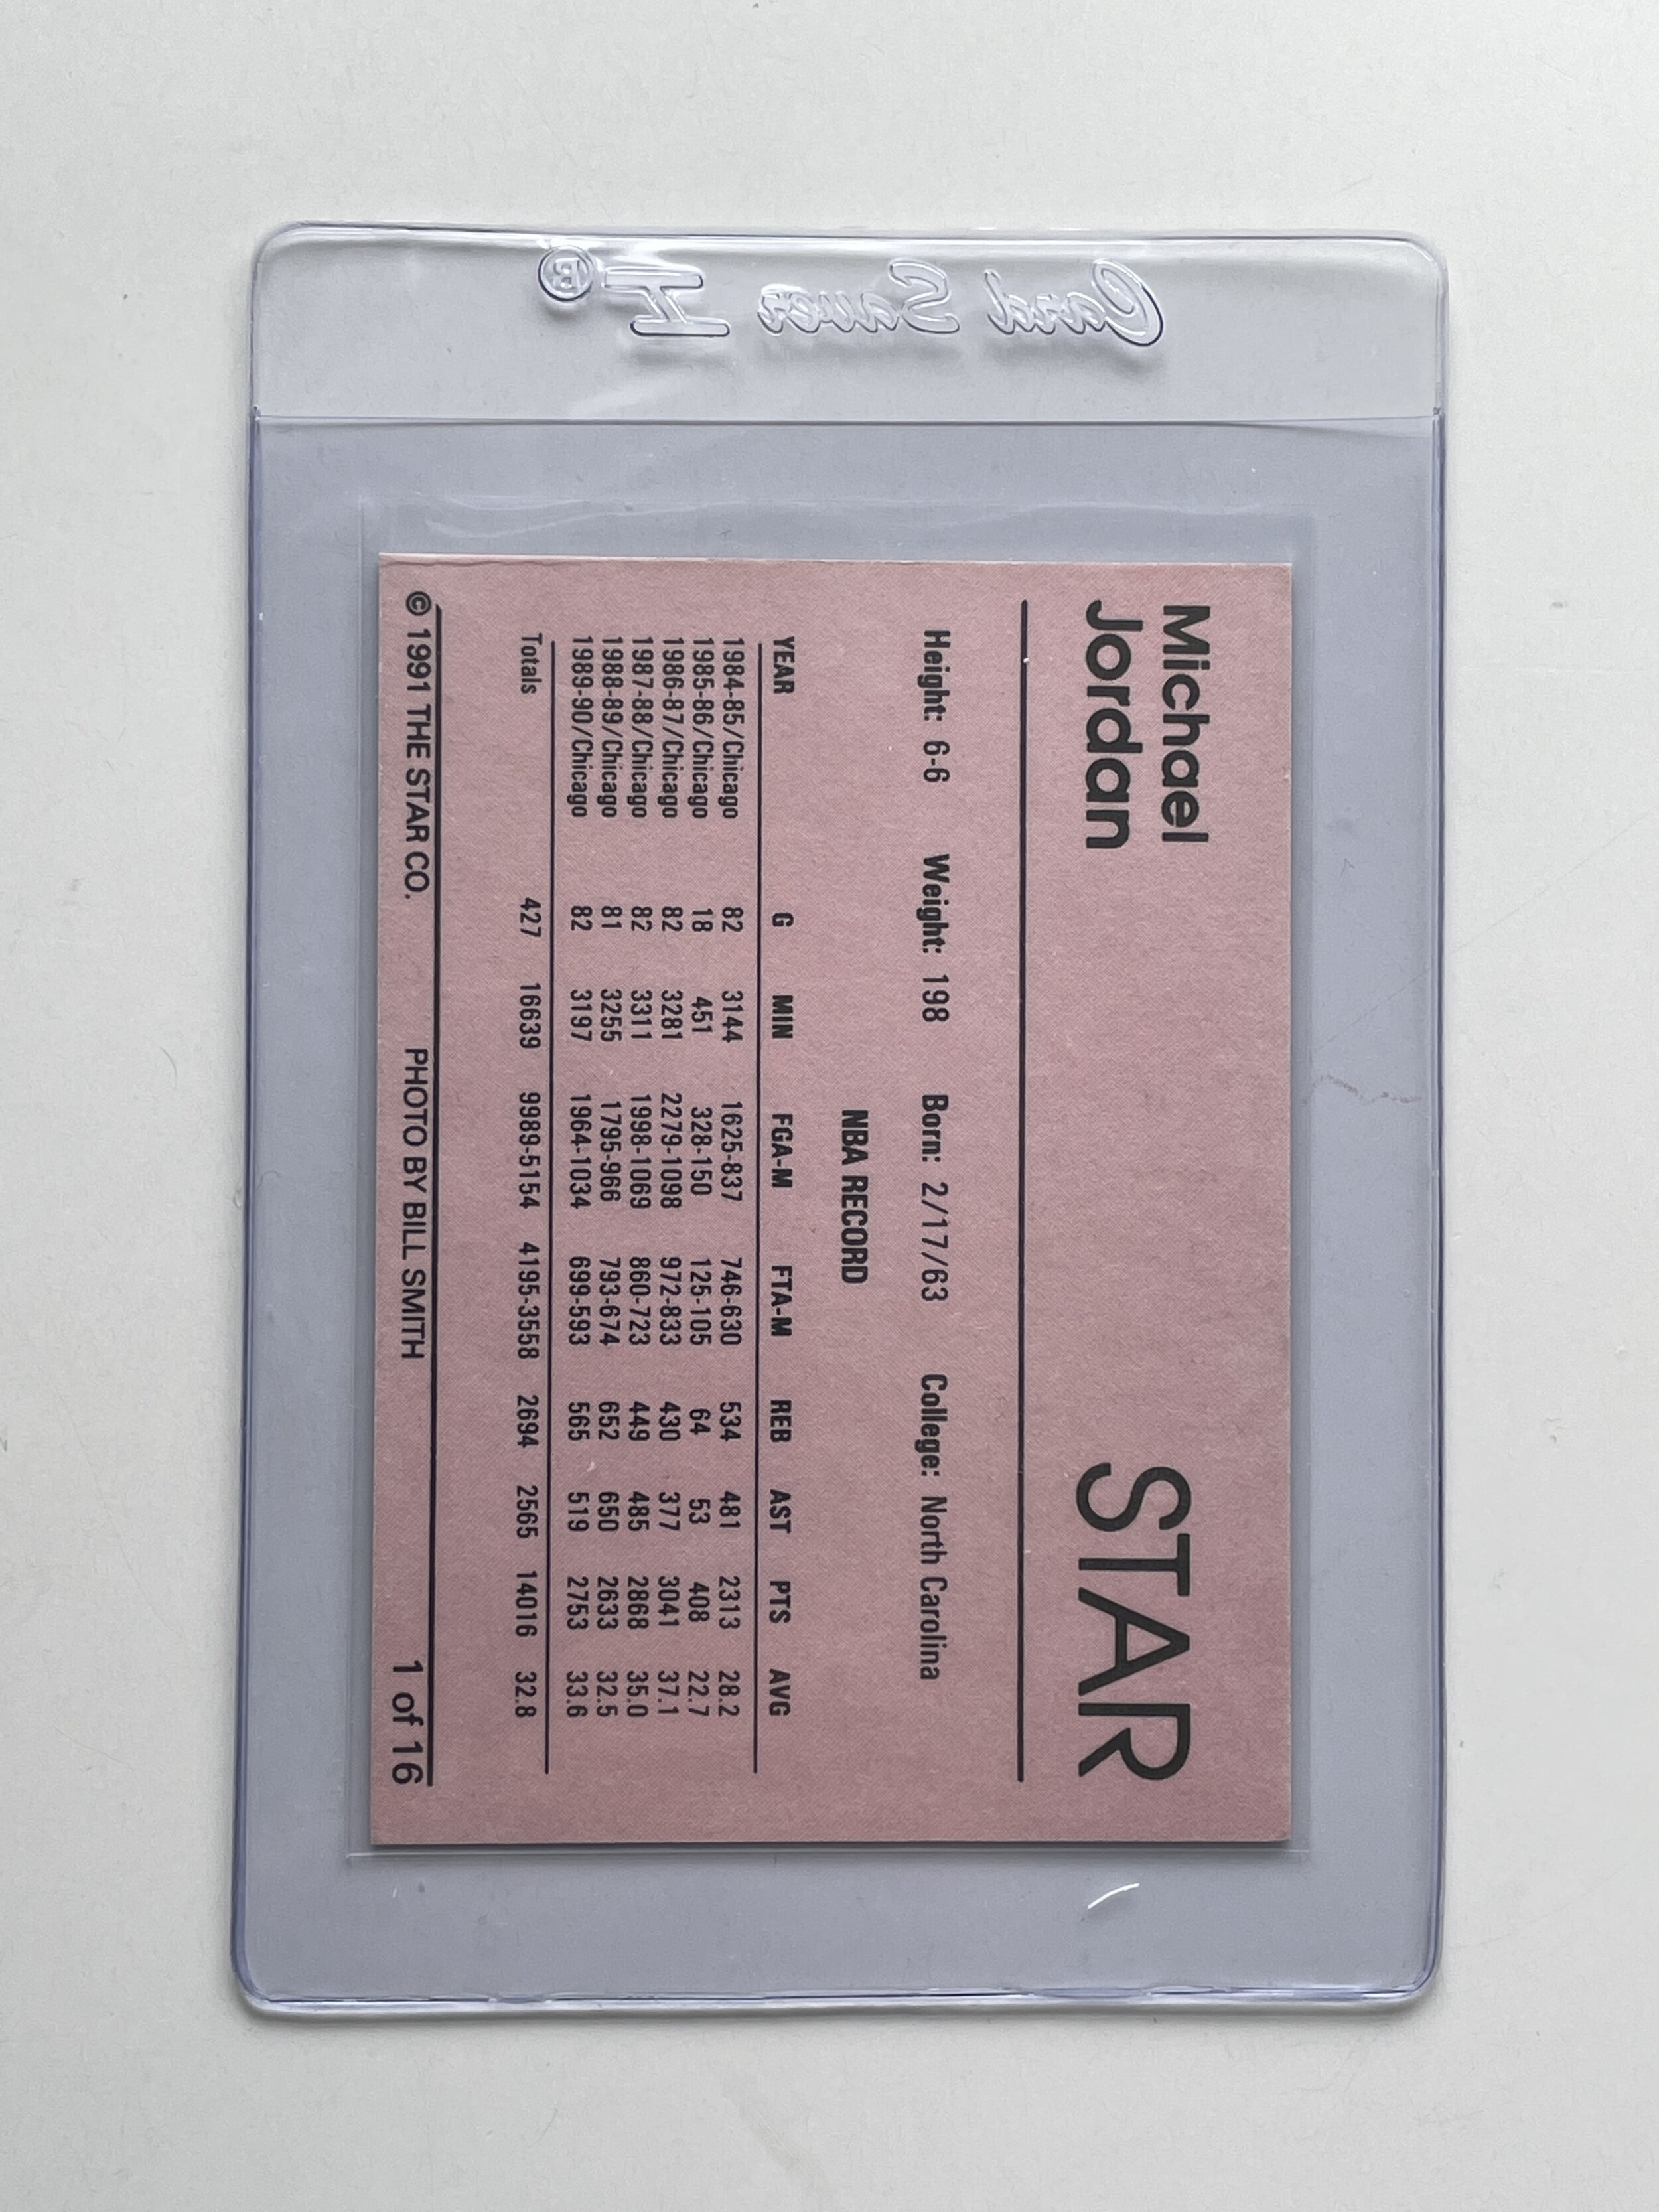 Card Saver I®
Michael
Jordan
STAR
Height: 6-6 Weight: 198 Born: 2/17/63 College: North Carolina
NBA RECORD
YEAR G MIN FGA-M FTA-M REB AST PTS AVG
1984-85/Chicago 82 3144 1625-837 746-630 534 481 2313 28.2
1985-86/Chicago 18 451 328-150 125-105 64 53 408 22.7
1986-87/Chicago 82 3281 2279-1098 972-833 430 377 3041 37.1
1987-88/Chicago 82 3311 1998-1069 860-723 449 485 2868 35.0
1988-89/Chicago 81 3255 1795-966 793-674 652 650 2633 32.5
1989-90/Chicago 82 3197 1964-1034 699-593 565 519 2753 33.6
Totals 427 16639 9989-5154 4195-3558 2694 2565 14016 32.8
© 1991 THE STAR CO. PHOTO BY BILL SMITH 1 of 16